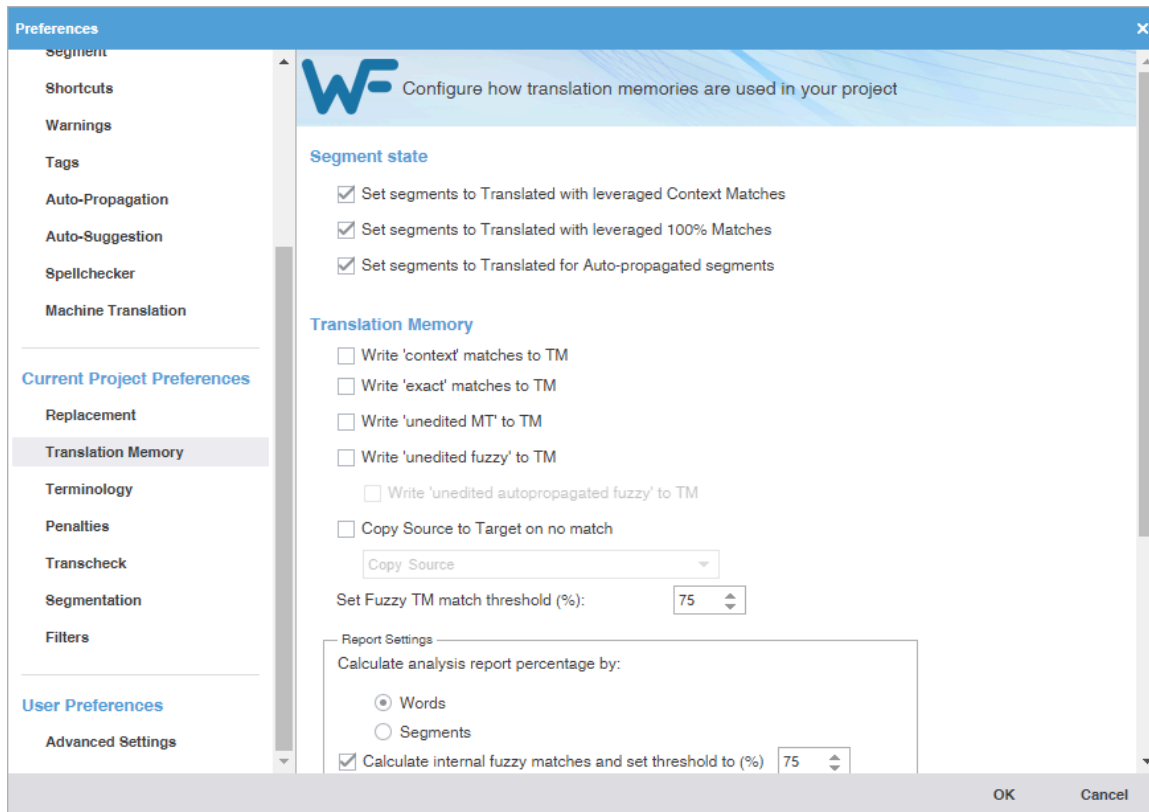 Preferences
Segment
Shortcuts
Warnings
Tags
Auto-Propagation
Auto-Suggestion
Spellchecker
Machine Translation
Current Project Preferences
Replacement
Translation Memory
Terminology
Penalties
Transcheck
Segmentation
Filters
User Preferences
Advanced Settings
WF Configure how translation memories are used in your project
Segment state
Set segments to Translated with leveraged Context Matches
Set segments to Translated with leveraged 100% Matches
Set segments to Translated for Auto-propagated segments
Translation Memory
Write 'context' matches to TM
Write 'exact' matches to TM
Write 'unedited MT' to TM
Write 'unedited fuzzy' to TM
Write 'unedited autopropagated fuzzy' to TM
Copy Source to Target on no match
Copy Source
Set Fuzzy TM match threshold (%): 75
Report Settings
Calculate analysis report percentage by:
Words
Segments
Calculate internal fuzzy matches and set threshold to (%) 75
OK Cancel